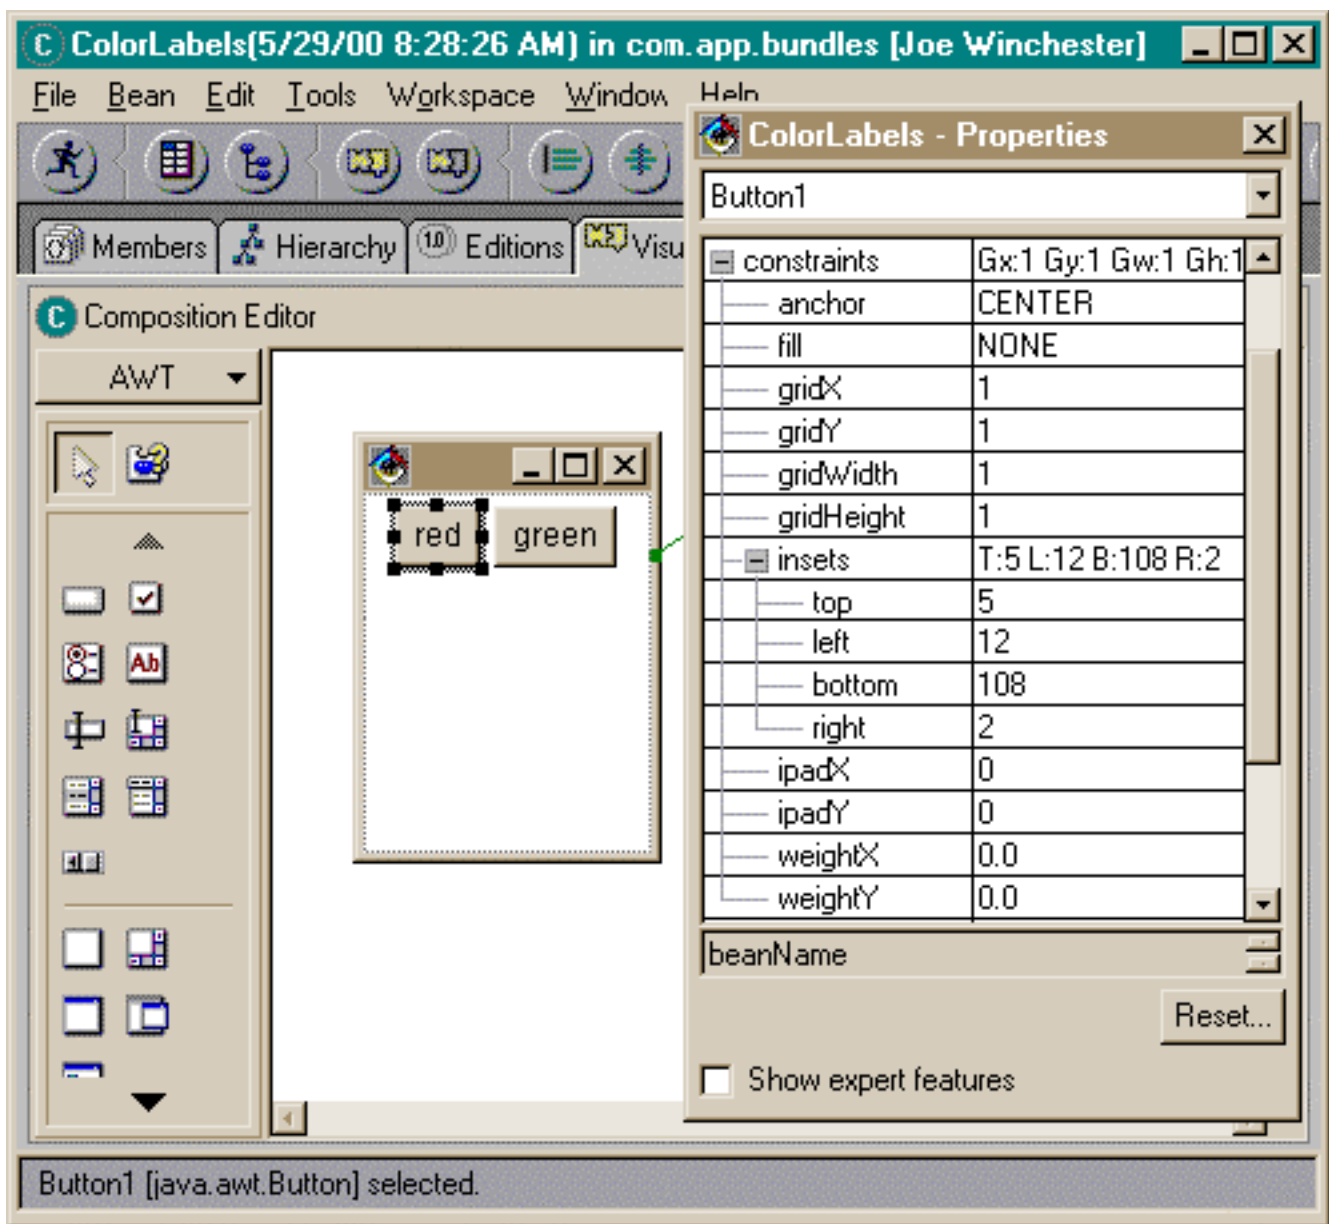 ColorLabels(5/29/00 8:28:26 AM) in com.app.bundles [Joe Winchester]
File Bean Edit Tools Workspace Window Help
Members Hierarchy 1.0 Editions Visu
Composition Editor
AWT
Ab
red green
ColorLabels - Properties
Button1
constraints Gx:1 Gy:1 Gw:1 Gh:1
anchor CENTER
fill NONE
gridX 1
gridY 1
gridWidth 1
gridHeight 1
insets T:5 L:12 B:108 R:2
top 5
left 12
bottom 108
right 2
ipadX 0
ipadY 0
weightX 0.0
weightY 0.0
beanName
Reset...
Show expert features
Button1 [java.awt.Button] selected.